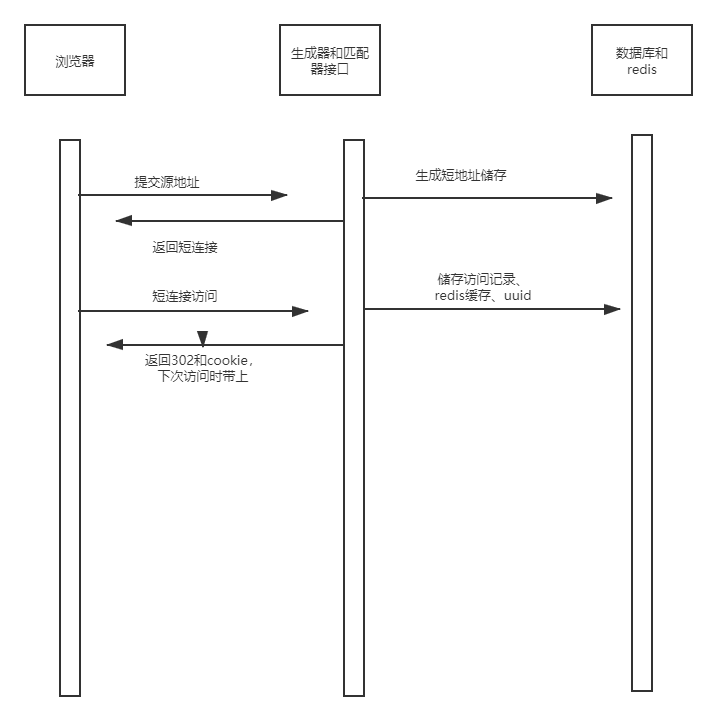 浏览器
生成器和匹配
器接口
数据库和
redis
提交源地址
生成短地址储存
返回短连接
储存访问记录、
redis缓存、uuid
短连接访问
返回302和cookie，
下次访问时带上